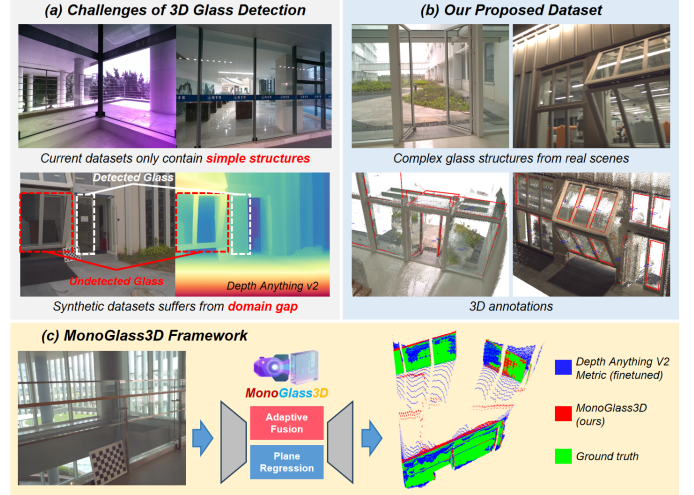 (a) Challenges of 3D Glass Detection
Current datasets only contain simple structures
Detected Glass
Undetected Glass
Depth Anything v2
Synthetic datasets suffers from domain gap
(b) Our Proposed Dataset
Complex glass structures from real scenes
3D annotations
(c) MonoGlass3D Framework
MonoGlass3D
Adaptive
Fusion
Plane
Regression
Depth Anything V2
Metric (finetuned)
MonoGlass3D
(ours)
Ground truth